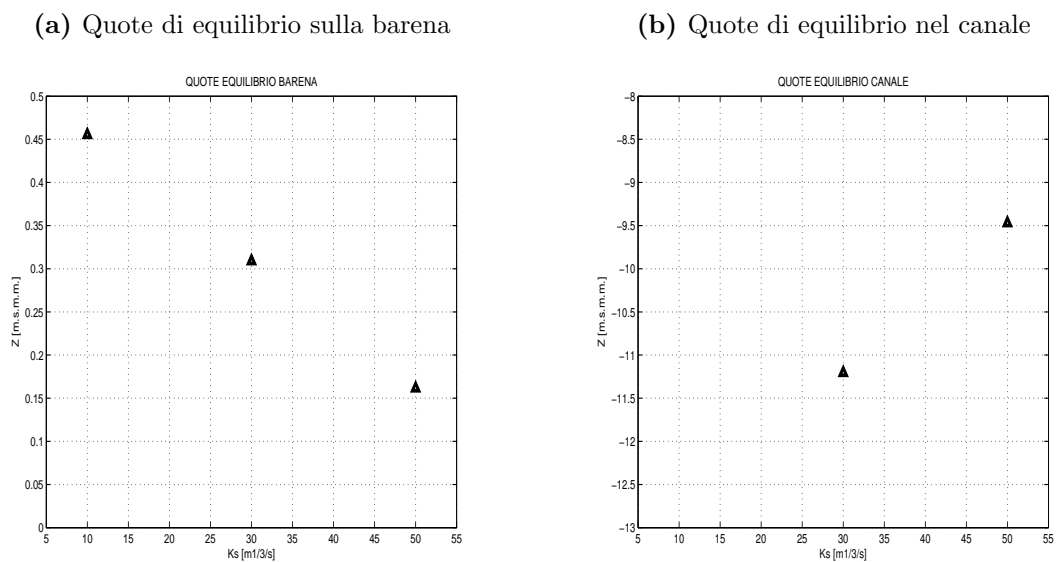 (a) Quote di equilibrio sulla barena
(b) Quote di equilibrio nel canale
QUOTE EQUILIBRIO BARENA
0.5
0.45
0.4
0.35
0.3
0.25
0.2
0.15
0.1
0.05
0
Z [m.s.m.m.]
5 10 15 20 25 30 35 40 45 50 55
Ks [m1/3/s]
QUOTE EQUILIBRIO CANALE
−8
−8.5
−9
−9.5
−10
−10.5
−11
−11.5
−12
−12.5
−13
Z [m.s.m.m.]
5 10 15 20 25 30 35 40 45 50 55
Ks [m1/3/s]